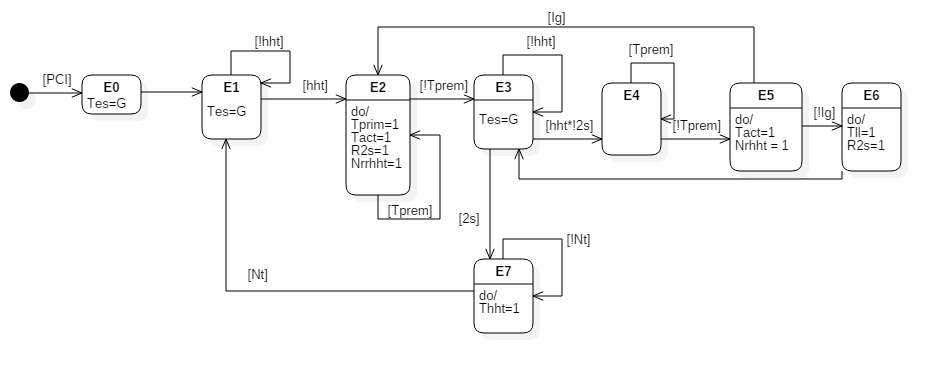 [lg]
[!hht]
[!hht]
[Tprem]
[PCI]
E0
Tes=G
E1
Tes=G
[hht]
E2
do/
Tprim=1
Tact=1
R2s=1
Nrrhht=1
[Tprem]
[!Tprem]
E3
Tes=G
[hht*!2s]
E4
[!Tprem]
E5
do/
Tact=1
Nrhht = 1
[!lg]
E6
do/
Tll=1
R2s=1
[2s]
[!Nt]
[Nt]
E7
do/
Thht=1